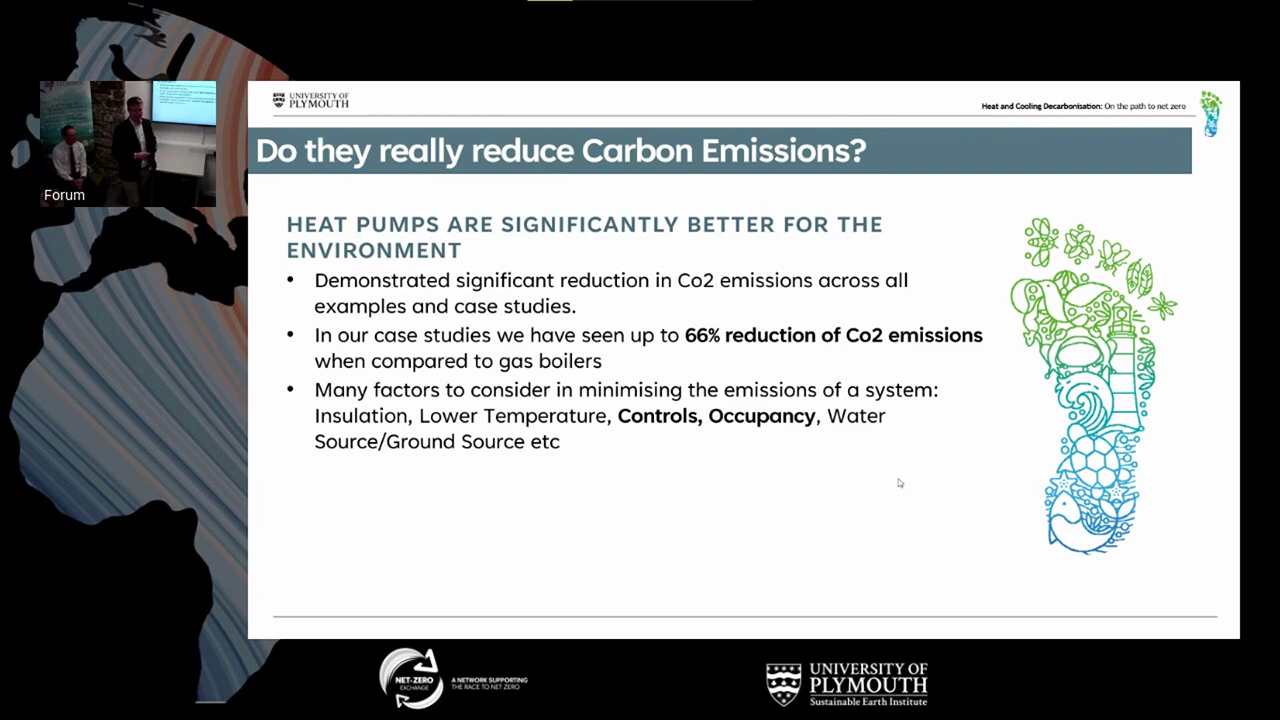 UNIVERSITY OF
PLYMOUTH
Heat and Cooling Decarbonisation: On the path to net zero
Do they really reduce Carbon Emissions?
Forum
HEAT PUMPS ARE SIGNIFICANTLY BETTER FOR THE
ENVIRONMENT
• Demonstrated significant reduction in Co2 emissions across all
examples and case studies.
• In our case studies we have seen up to 66% reduction of Co2 emissions
when compared to gas boilers
• Many factors to consider in minimising the emissions of a system:
Insulation, Lower Temperature, Controls, Occupancy, Water
Source/Ground Source etc
NET-ZERO
EXCHANGE
A NETWORK SUPPORTING
THE RACE TO NET ZERO
UNIVERSITY OF
PLYMOUTH
Sustainable Earth Institute